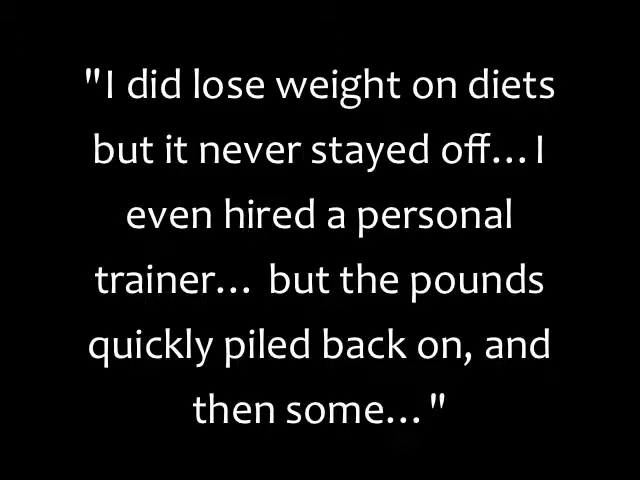 "I did lose weight on diets
but it never stayed off...I
even hired a personal
trainer... but the pounds
quickly piled back on, and
then some..."